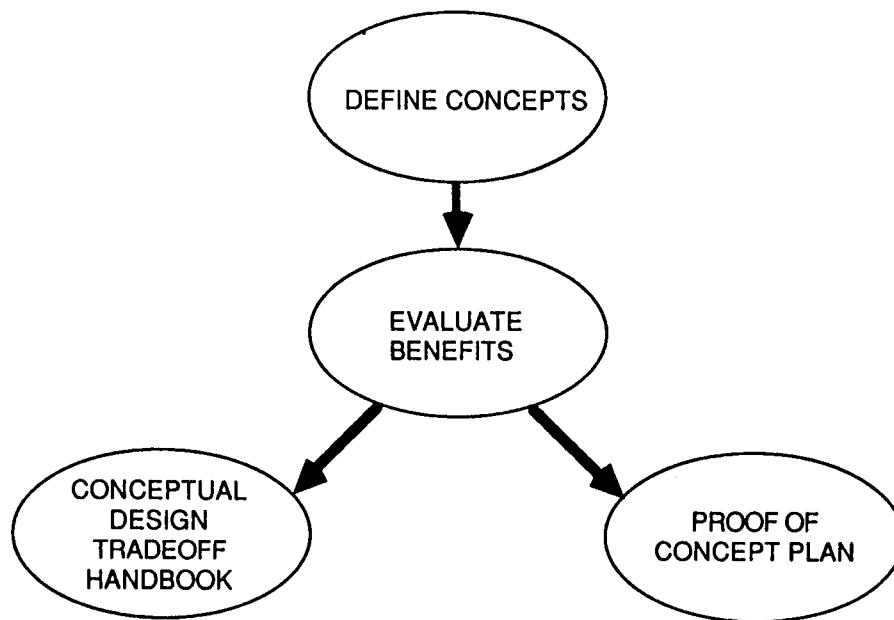 DEFINE CONCEPTS
EVALUATE
BENEFITS
CONCEPTUAL
DESIGN
TRADEOFF
HANDBOOK
PROOF OF
CONCEPT PLAN